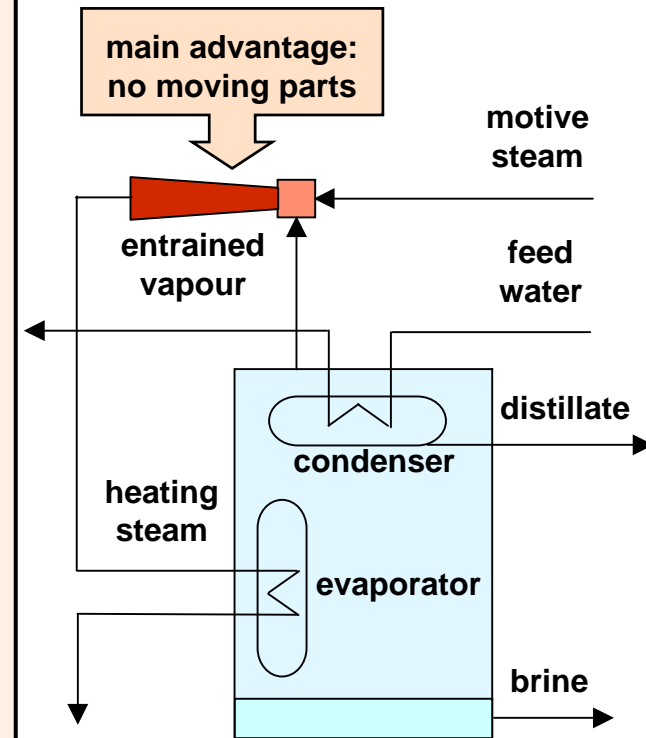 main advantage:
no moving parts
motive
steam
entrained
vapour
feed
water
distillate
condenser
heating
steam
evaporator
brine